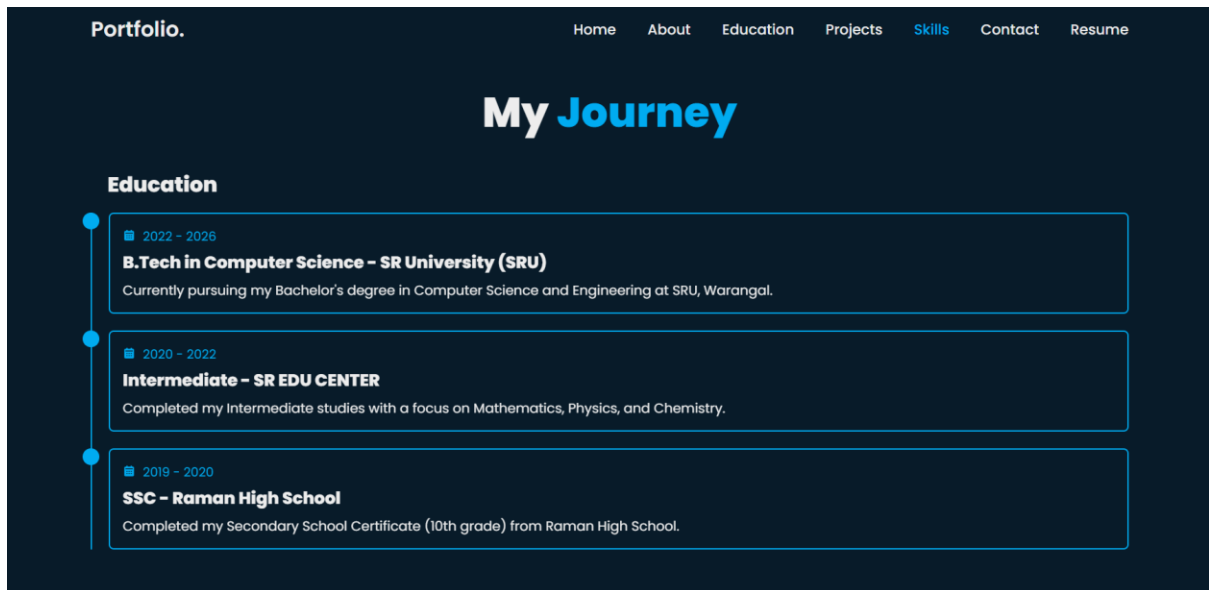 Portfolio.
Home About Education Projects Skills Contact Resume
My Journey
Education
2022 - 2026
B.Tech in Computer Science - SR University (SRU)
Currently pursuing my Bachelor's degree in Computer Science and Engineering at SRU, Warangal.
2020 - 2022
Intermediate - SR EDU CENTER
Completed my Intermediate studies with a focus on Mathematics, Physics, and Chemistry.
2019 - 2020
SSC - Raman High School
Completed my Secondary School Certificate (10th grade) from Raman High School.